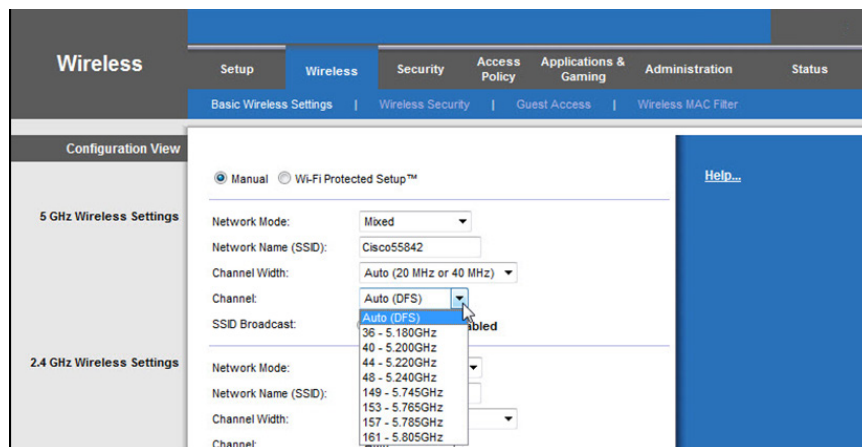 Wireless
Setup Wireless Security Access Policy Applications & Gaming Administration Status
Basic Wireless Settings | Wireless Security | Guest Access | Wireless MAC Filter
Configuration View
Manual Wi-Fi Protected Setup™
Help...
5 GHz Wireless Settings
Network Mode: Mixed
Network Name (SSID): Cisco55842
Channel Width: Auto (20 MHz or 40 MHz)
Channel: Auto (DFS)
SSID Broadcast:
Auto (DFS)
36 - 5.180GHz
40 - 5.200GHz
44 - 5.220GHz
48 - 5.240GHz
149 - 5.745GHz
153 - 5.765GHz
157 - 5.785GHz
161 - 5.805GHz
2.4 GHz Wireless Settings
Network Mode:
Network Name (SSID):
Channel Width:
Channel: